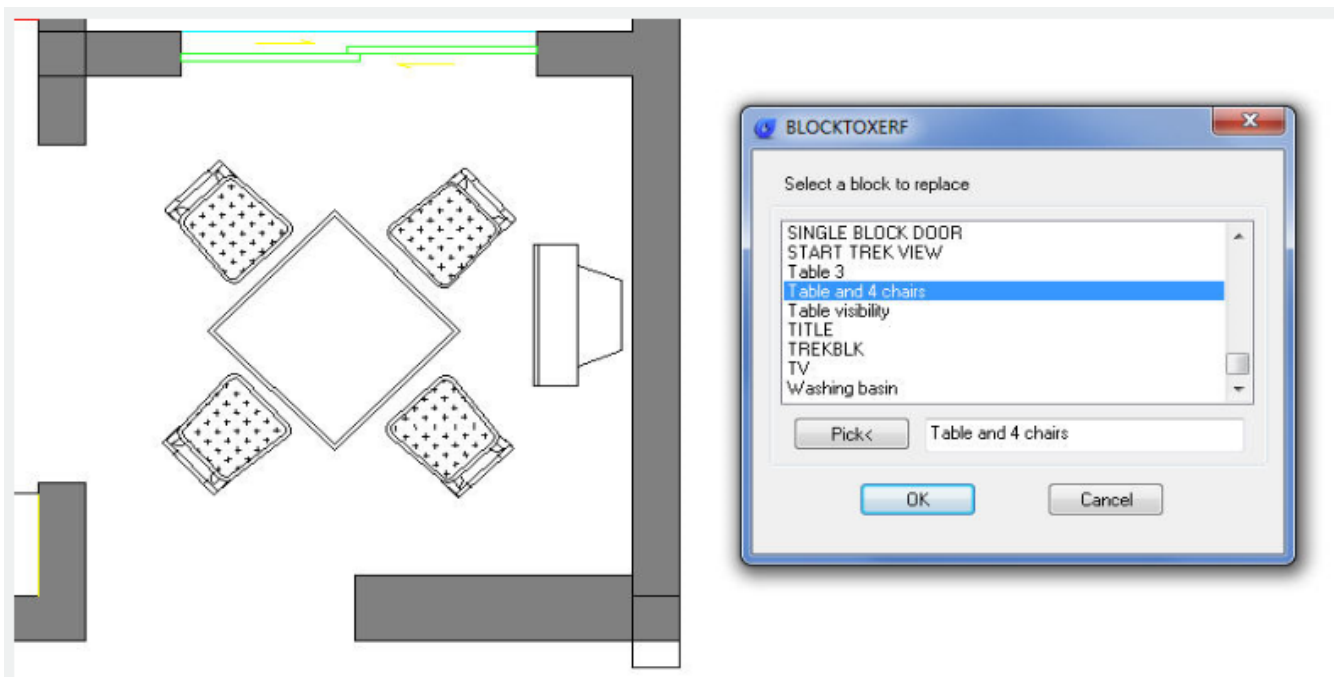 BLOCKTOXERF
Select a block to replace
SINGLE BLOCK DOOR
START TREK VIEW
Table 3
Table and 4 chairs
Table visibility
TITLE
TREKBLK
TV
Washing basin
Pick<
Table and 4 chairs
OK
Cancel